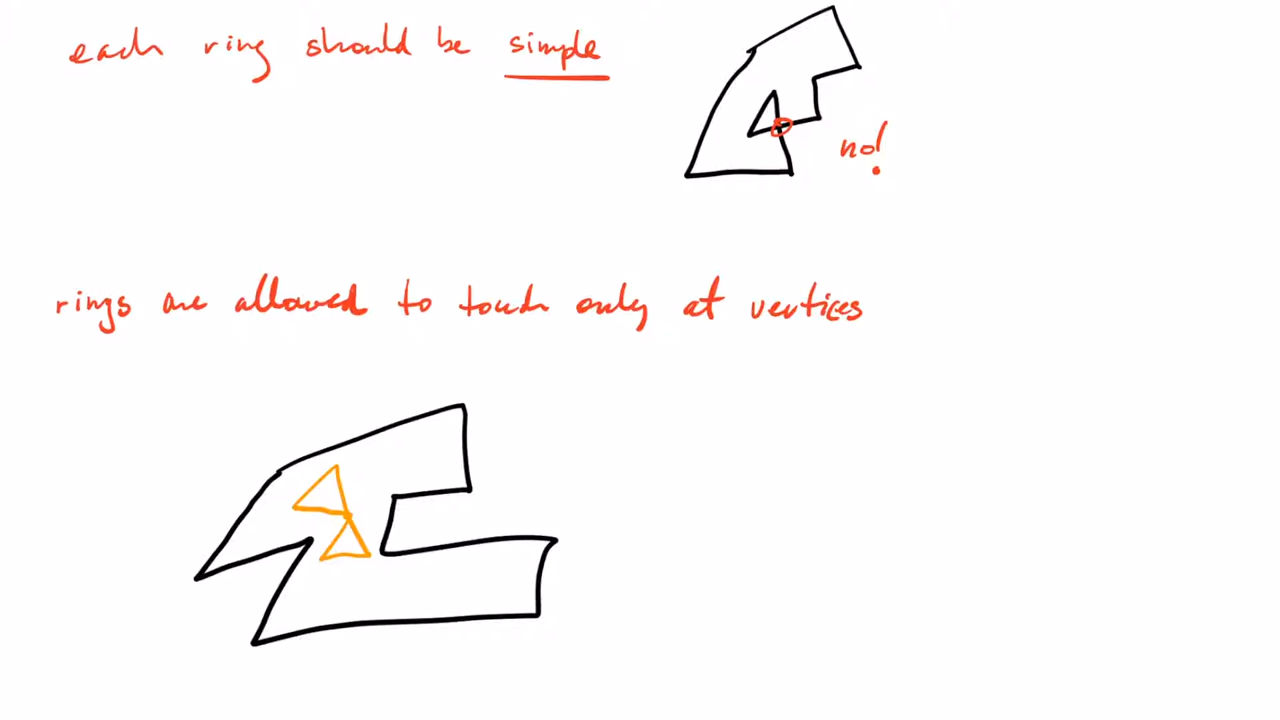 each ring should be simple
no!
rings are allowed to touch only at vertices